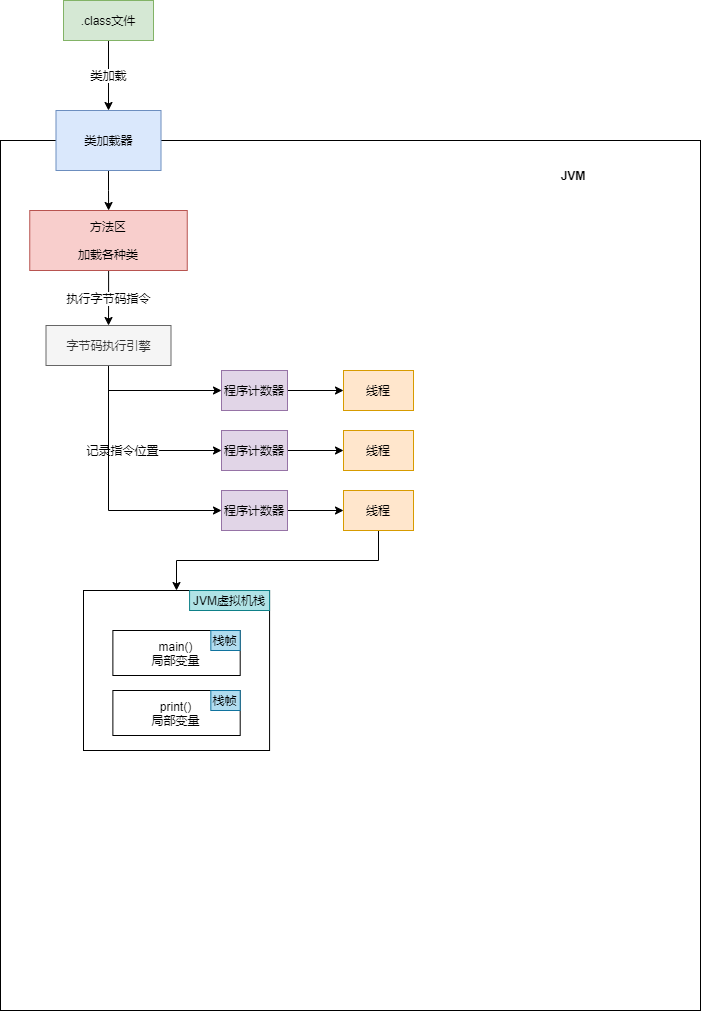 .class文件
类加载
类加载器
JVM
方法区
加载各种类
执行字节码指令
字节码执行引擎
程序计数器
线程
记录指令位置
程序计数器
线程
程序计数器
线程
JVM虚拟机栈
栈帧
main()
局部变量
栈帧
print()
局部变量